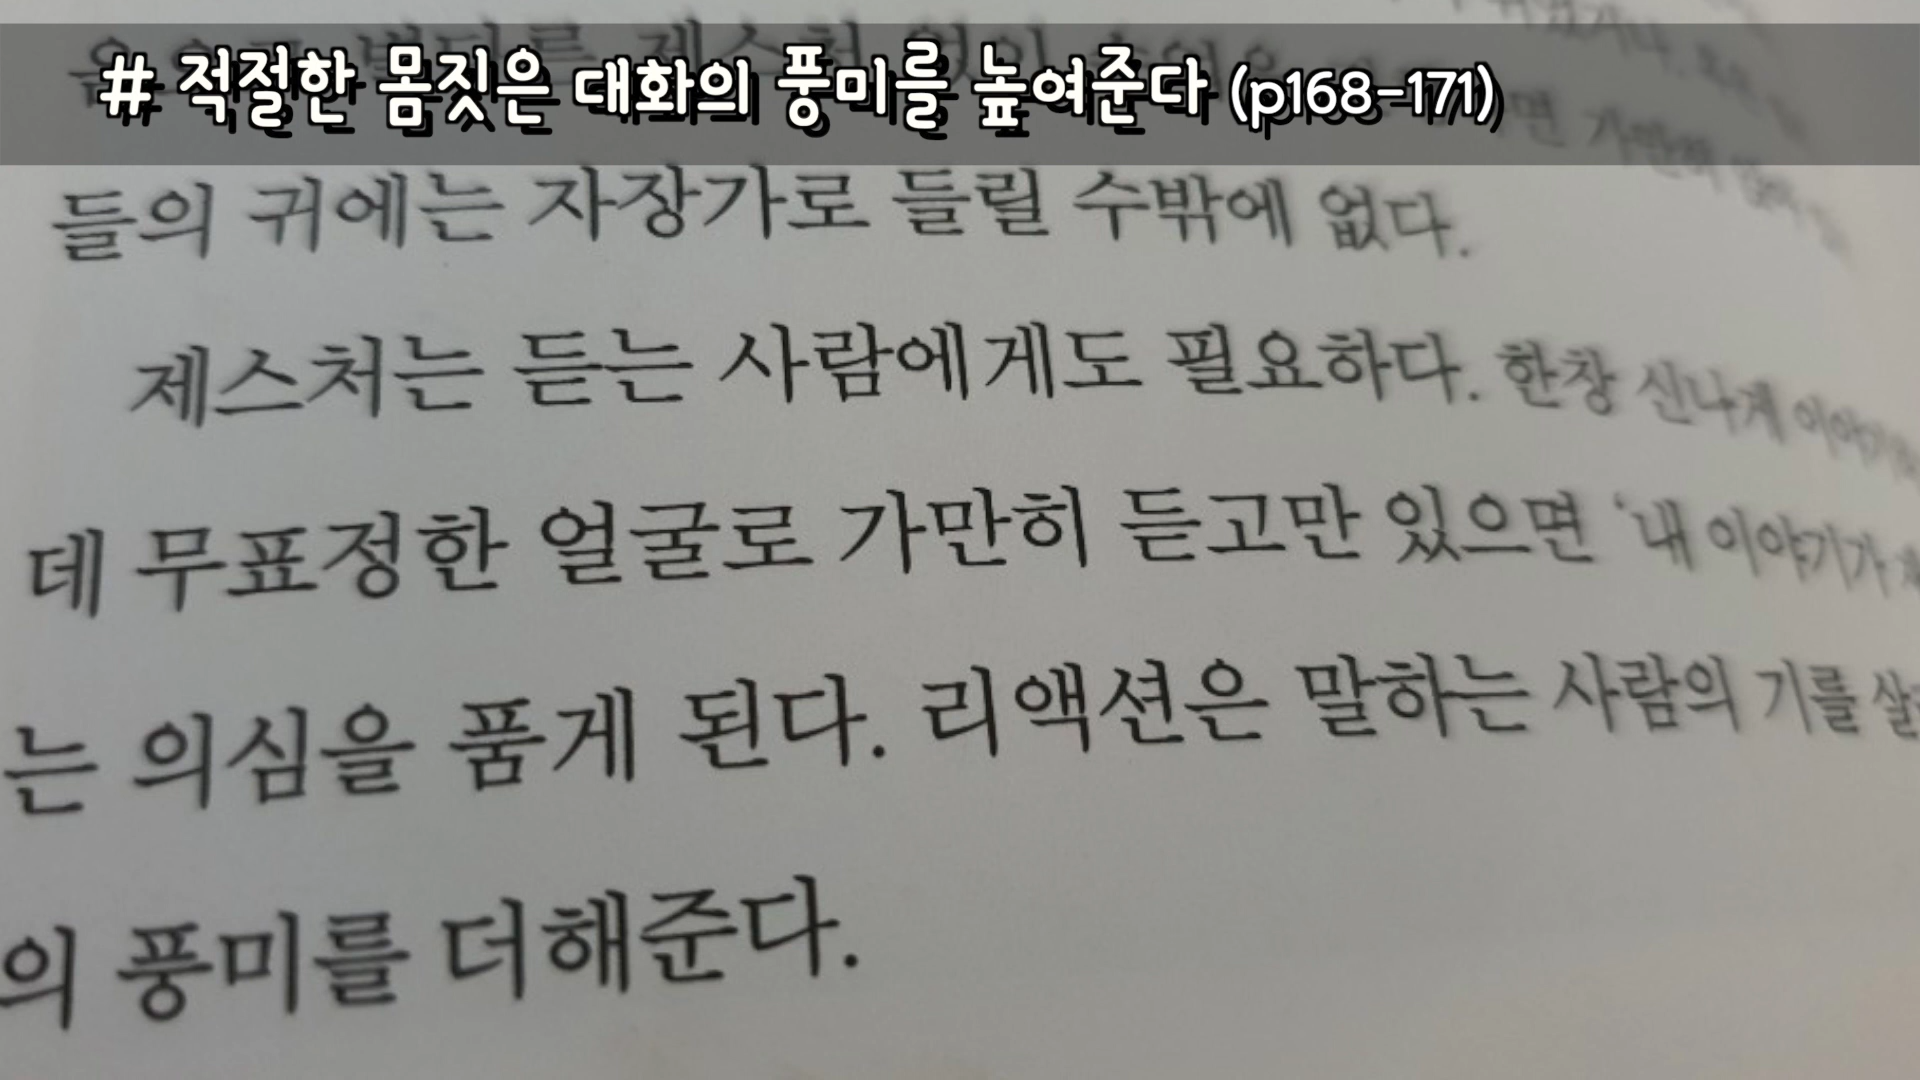 # 적절한 몸짓은 대화의 풍미를 높여준다 (p168-171)
들의 귀에는 자장가로 들릴 수밖에 없다.
제스처는 듣는 사람에게도 필요하다. 한창 신나게
데 무표정한 얼굴로 가만히 듣고만 있으면 '내 이야기가
는 의심을 품게 된다. 리액션은 말하는 사람의 기를
의 풍미를 더해준다.